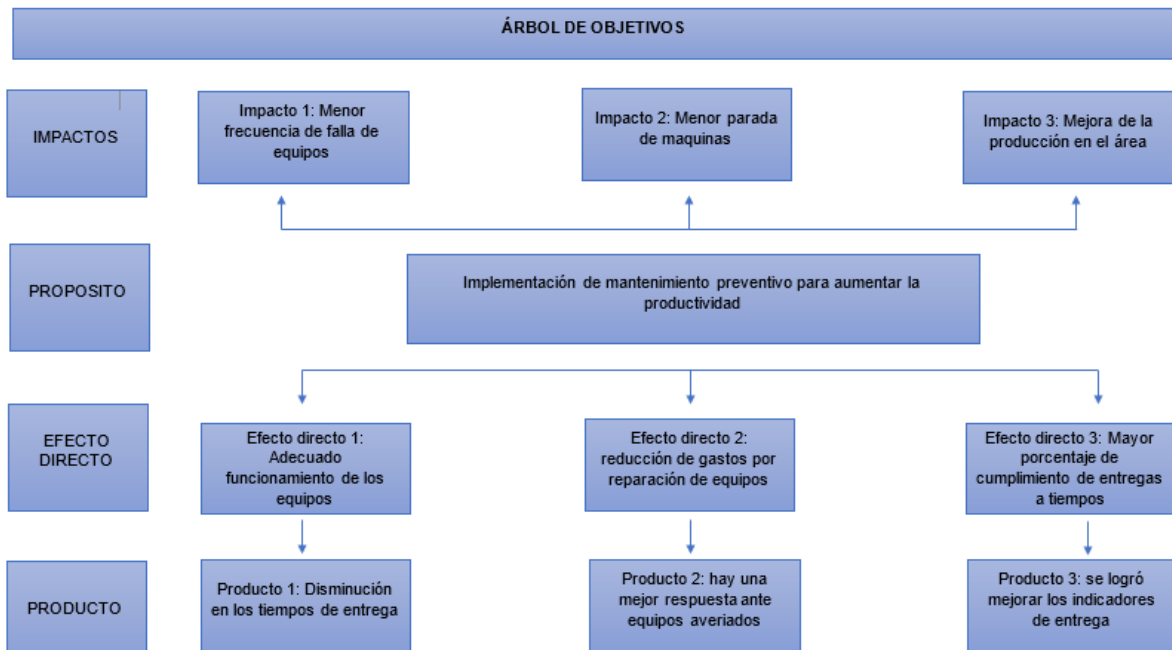 ÁRBOL DE OBJETIVOS
IMPACTOS
Impacto 1: Menor
frecuencia de falla de
equipos
Impacto 2: Menor parada
de maquinas
Impacto 3: Mejora de la
producción en el área
PROPOSITO
Implementación de mantenimiento preventivo para aumentar la
productividad
EFECTO
DIRECTO
Efecto directo 1:
Adecuado
funcionamiento de los
equipos
Efecto directo 2:
reducción de gastos por
reparación de equipos
Efecto directo 3: Mayor
porcentaje de
cumplimiento de entregas
a tiempos
PRODUCTO
Producto 1: Disminución
en los tiempos de entrega
Producto 2: hay una
mejor respuesta ante
equipos averiados
Producto 3: se logró
mejorar los indicadores
de entrega